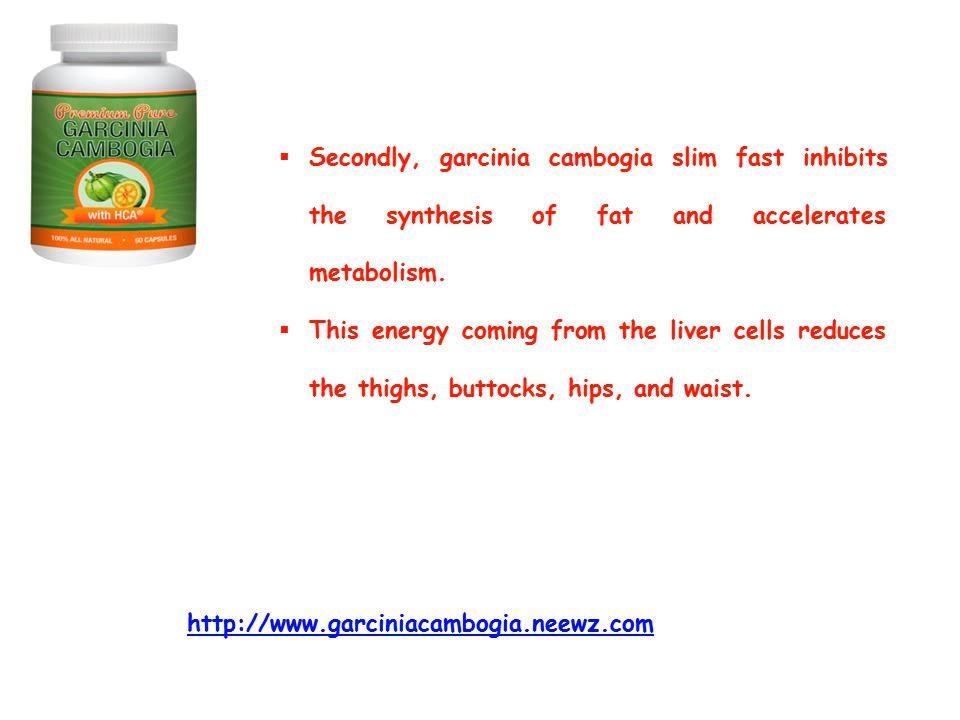 Premium Pure
GARCINIA
CAMBOGIA
with HCA®
100% ALL NATURAL • 60 CAPSULES
▪ Secondly, garcinia cambogia slim fast inhibits
the synthesis of fat and accelerates
metabolism.
▪ This energy coming from the liver cells reduces
the thighs, buttocks, hips, and waist.
http://www.garciniacambogia.neewz.com